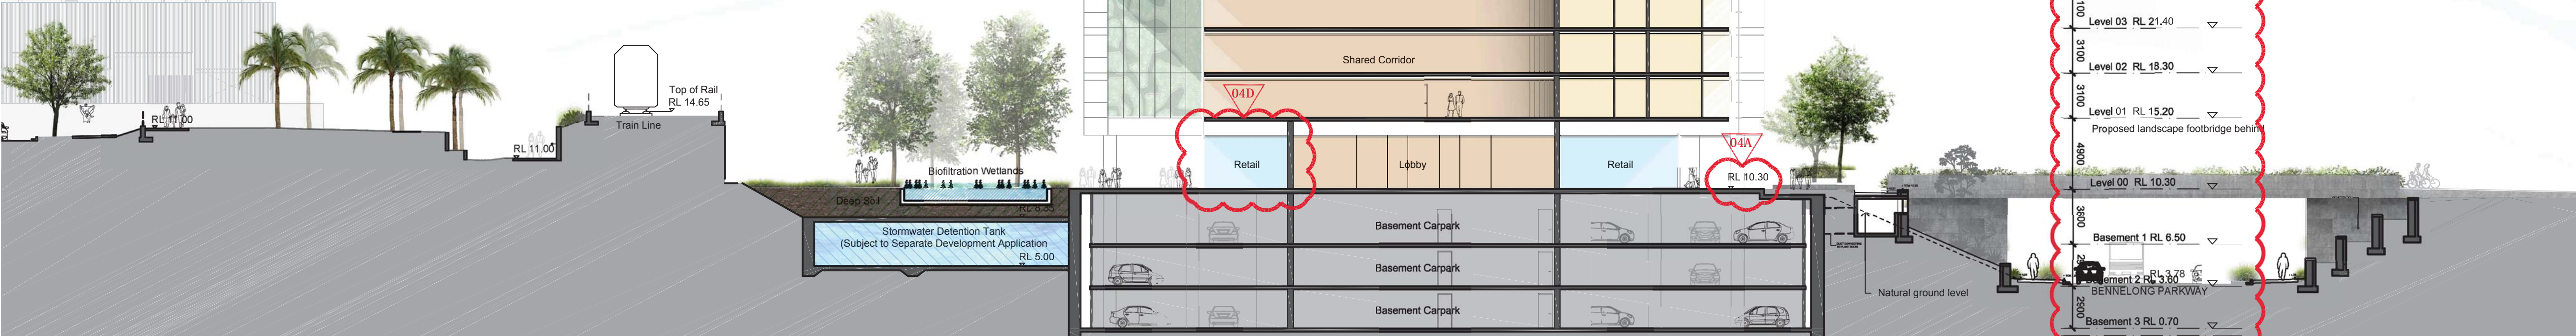 RL 11.00
RL 11.00
Top of Rail
RL 14.65
Train Line
Biofiltration Wetlands
Deep Soil
Stormwater Detention Tank
(Subject to Separate Development Application
RL 5.00
Shared Corridor
04D
Retail
Lobby
Retail
04A
RL 10.30
Basement Carpark
Basement Carpark
Basement Carpark
Natural ground level
3100
3100
4900
3600
2900
Level 03 RL 21.40
Level 02 RL 18.30
Level 01 RL 15.20
Proposed landscape footbridge behind
Level 00 RL 10.30
Basement 1 RL 6.50
RL 3.78
Basement 2 RL 3.60
BENNELONG PARKWAY
Basement 3 RL 0.70